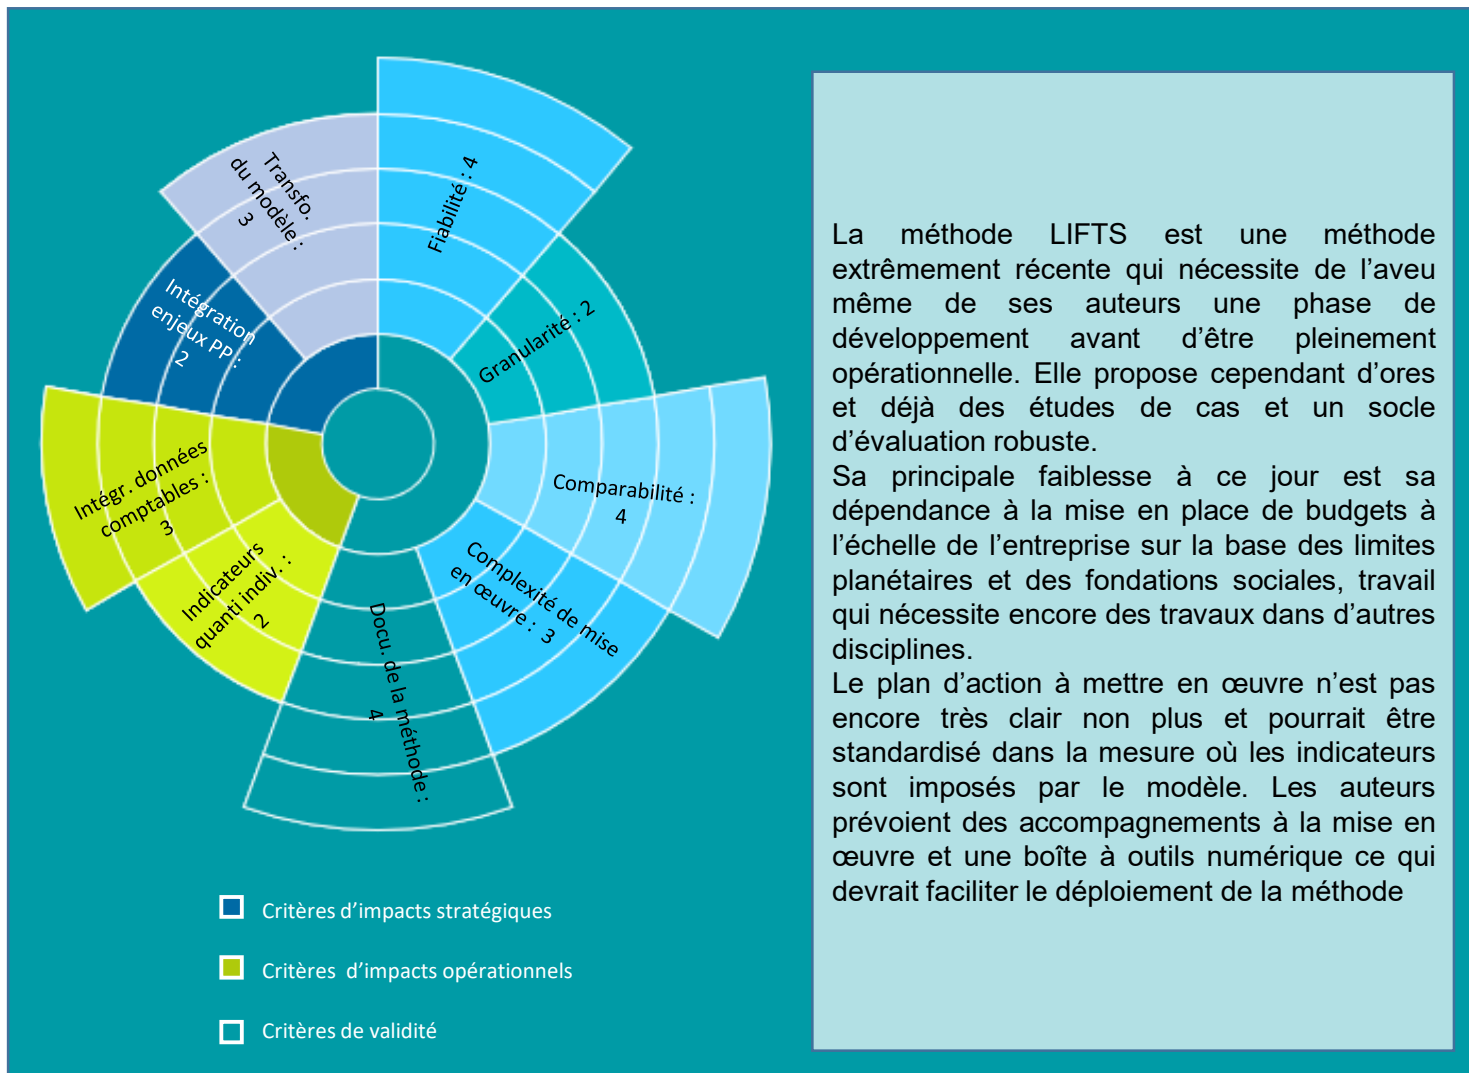 Transfo.
du modèle :
3
Fiabilité : 4
Granularité : 2
Comparabilité :
4
Complexité de mise
en œuvre : 3
Docu. de la méthode :
4
Indicateurs
quanti indiv. :
2
Intégr. données
comptables :
3
Intégration
enjeux PP :
2
Critères d’impacts stratégiques
Critères d’impacts opérationnels
Critères de validité
La méthode LIFTS est une méthode
extrêmement récente qui nécessite de l’aveu
même de ses auteurs une phase de
développement avant d’être pleinement
opérationnelle. Elle propose cependant d’ores
et déjà des études de cas et un socle
d’évaluation robuste.
Sa principale faiblesse à ce jour est sa
dépendance à la mise en place de budgets à
l’échelle de l’entreprise sur la base des limites
planétaires et des fondations sociales, travail
qui nécessite encore des travaux dans d’autres
disciplines.
Le plan d’action à mettre en œuvre n’est pas
encore très clair non plus et pourrait être
standardisé dans la mesure où les indicateurs
sont imposés par le modèle. Les auteurs
prévoient des accompagnements à la mise en
œuvre et une boîte à outils numérique ce qui
devrait faciliter le déploiement de la méthode